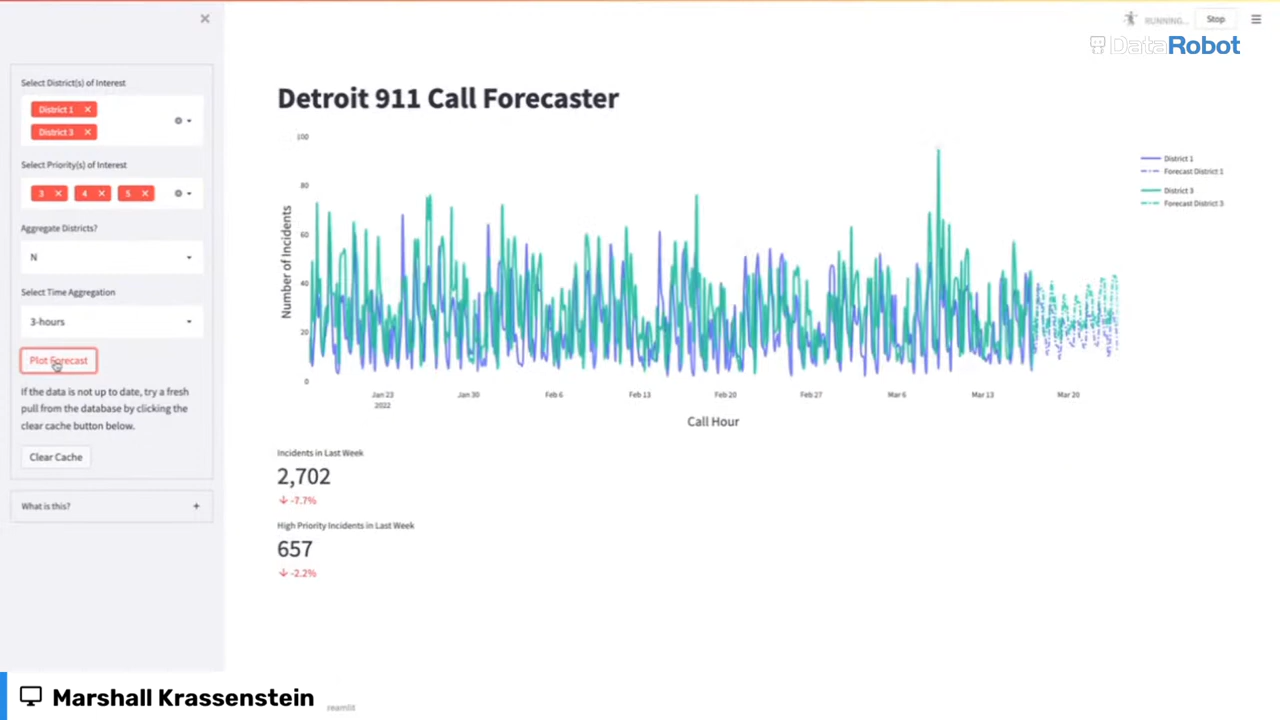 ×
RUNNING...
Stop
DataRobot
Select District(s) of Interest
District 1 ×
District 3 ×
Select Priority(s) of Interest
3 × 4 × 5 ×
Aggregate Districts?
N
Select Time Aggregation
3-hours
Plot Forecast
If the data is not up to date, try a fresh
pull from the database by clicking the
clear cache button below.
Clear Cache
What is this? +
Detroit 911 Call Forecaster
100
80
60
40
20
0
Number of Incidents
Jan 23 Jan 30 Feb 6 Feb 13 Feb 20 Feb 27 Mar 6 Mar 13 Mar 20
2022
Call Hour
District 1
Forecast District 1
District 3
Forecast District 3
Incidents in Last Week
2,702
↓ -7.7%
High Priority Incidents in Last Week
657
↓ -2.2%
Marshall Krassenstein
reamlit